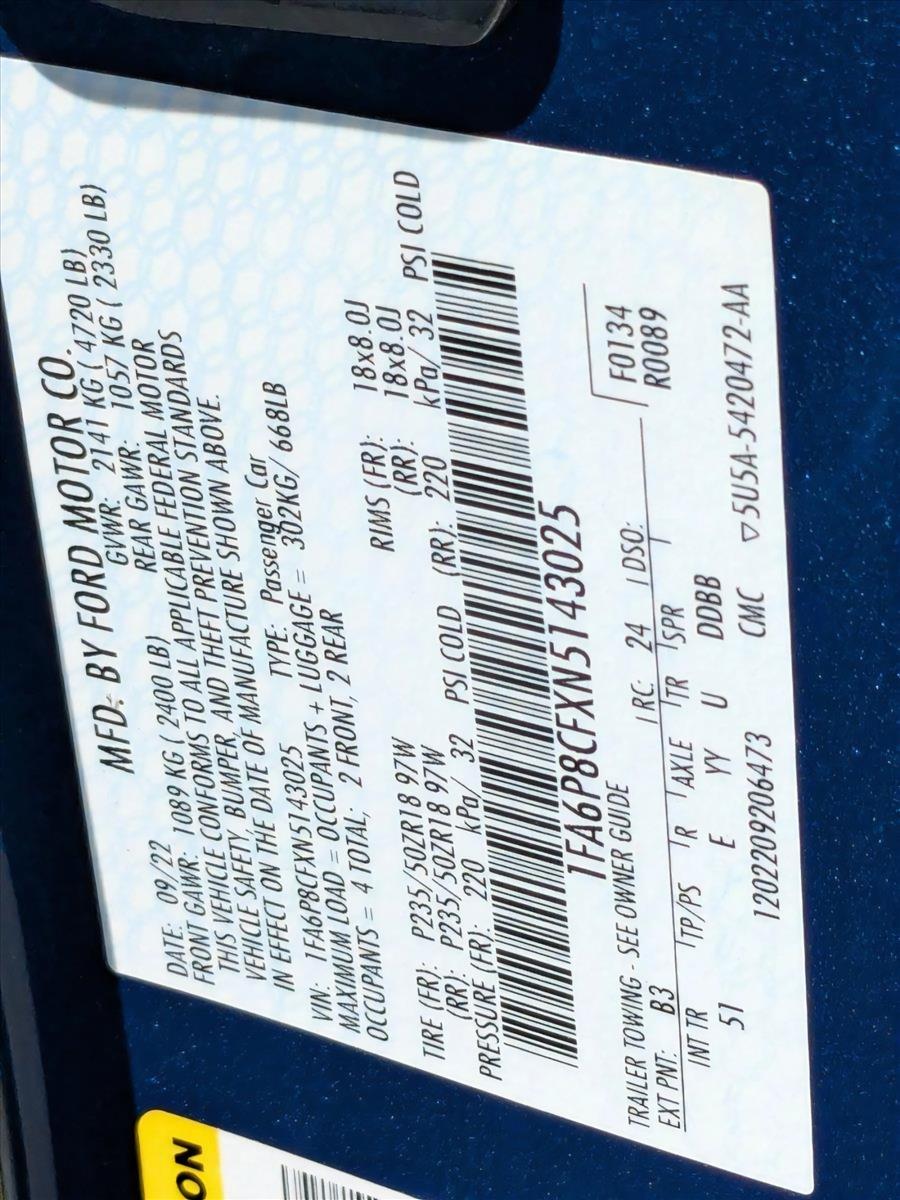 MFD. BY FORD MOTOR CO.
DATE: 09/22 GVWR: 2141 KG ( 4720 LB)
FRONT GAWR: 1089 KG ( 2400 LB) REAR GAWR: 1057 KG ( 2330 LB)
THIS VEHICLE CONFORMS TO ALL APPLICABLE FEDERAL MOTOR
VEHICLE SAFETY, BUMPER, AND THEFT PREVENTION STANDARDS
IN EFFECT ON THE DATE OF MANUFACTURE SHOWN ABOVE.
VIN: 1FA6P8CFXN5143025 TYPE: Passenger Car
MAXIMUM LOAD = OCCUPANTS + LUGGAGE = 302KG/ 668LB
OCCUPANTS = 4 TOTAL; 2 FRONT, 2 REAR
TIRE (FR): P235/50ZR18 97W RIMS (FR): 18x8.0J
(RR): P235/50ZR18 97W (RR): 18x8.0J
PRESSURE (FR): 220 kPa/ 32 PSI COLD (RR): 220 kPa/ 32 PSI COLD
1FA6P8CFXN5143025
TRAILER TOWING - SEE OWNER GUIDE
F0134
R0089
EXT PNT: B3 RC: 24 DSO:
INT TR TP/PS R AXLE TR SPR
51 E YY U DDBB
1202209206473 CMC ▽5U5A-5420472-AA
ON